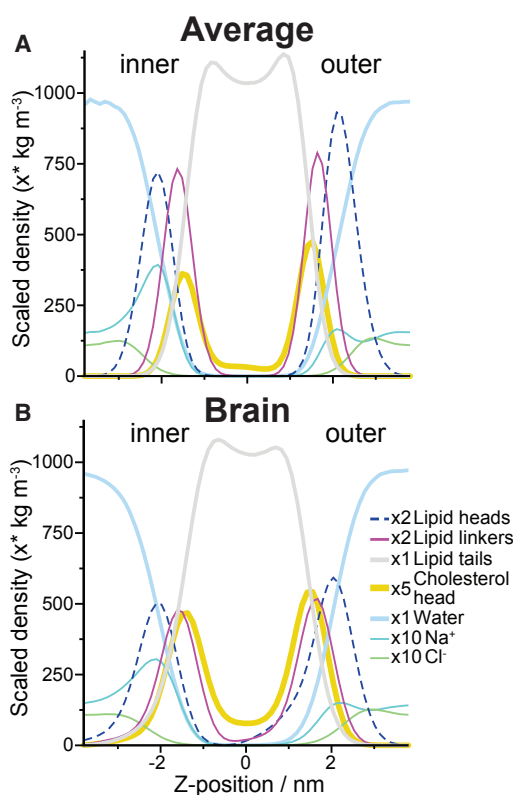 A
Average
inner
outer
Scaled density (x* kg m⁻³)
1000
750
500
250
0
B
Brain
inner
outer
Scaled density (x* kg m⁻³)
1000
750
500
250
0
x2 Lipid heads
x2 Lipid linkers
x1 Lipid tails
x5 Cholesterol
head
x1 Water
x10 Na⁺
x10 Cl⁻
-2
0
2
Z-position / nm